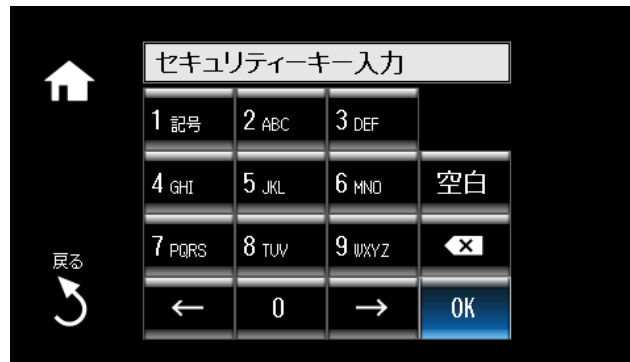 セキュリティーキー入力
1 記号 2 ABC 3 DEF
4 GHI 5 JKL 6 MNO 空白
7 PQRS 8 TUV 9 WXYZ
戻る
← 0 → OK